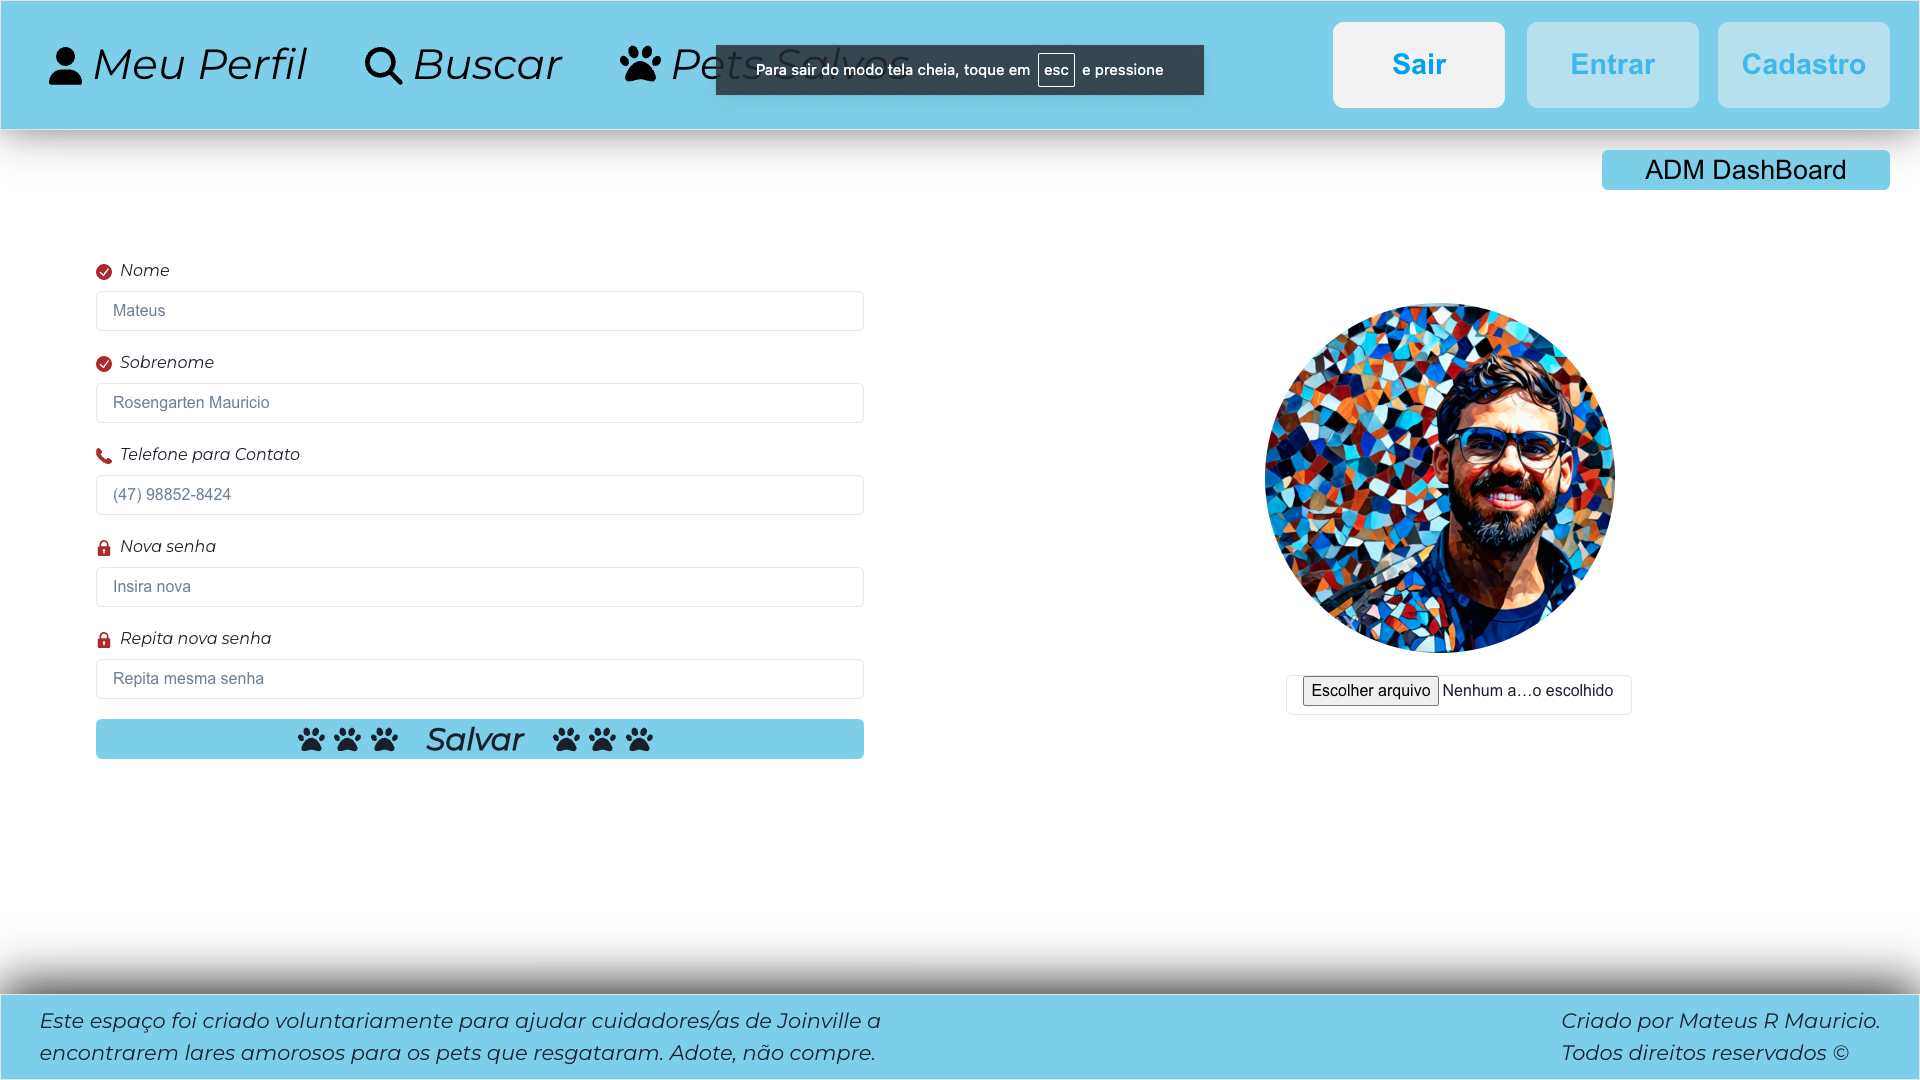 Meu Perfil
Buscar
Pets Salvos
Para sair do modo tela cheia, toque em esc e pressione
Sair
Entrar
Cadastro
ADM DashBoard
Nome
Mateus
Sobrenome
Rosengarten Mauricio
Telefone para Contato
(47) 98852-8424
Nova senha
Insira nova
Repita nova senha
Repita mesma senha
Salvar
Escolher arquivo Nenhum a…o escolhido
Este espaço foi criado voluntariamente para ajudar cuidadores/as de Joinville a
encontrarem lares amorosos para os pets que resgataram. Adote, não compre.
Criado por Mateus R Mauricio.
Todos direitos reservados ©